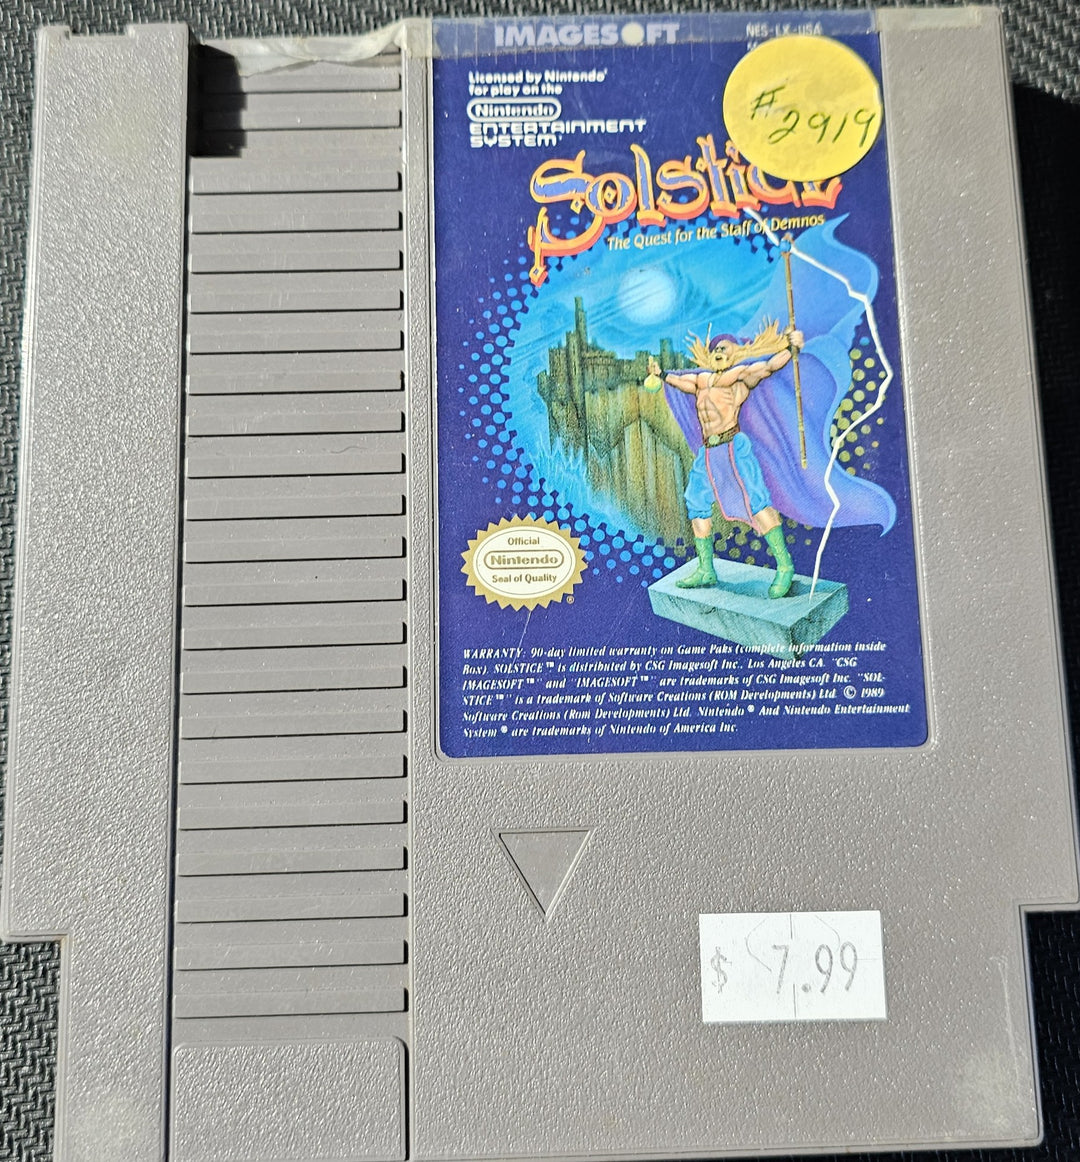 IMAGESOFT
NES-LX-USA
# 2919
Licensed by Nintendo®
for play on the
Nintendo
ENTERTAINMENT
SYSTEM
Solstice
The Quest for the Staff of Demnos
Official
Nintendo
Seal of Quality
®
WARRANTY: 90-day limited warranty on Game Paks (complete information inside
Box). SOLSTICE™ is distributed by CSG Imagesoft Inc., Los Angeles CA. "CSG
IMAGESOFT™" and "IMAGESOFT™" are trademarks of CSG Imagesoft Inc. "SOL-
STICE™" is a trademark of Software Creations (ROM Developments) Ltd. © 1989
Software Creations (Rom Developments) Ltd. Nintendo® And Nintendo Entertainment
System® are trademarks of Nintendo of America Inc.
$ 7.99